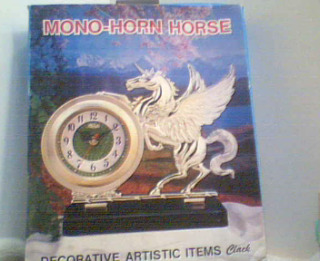 MONO-HORN HORSE
DECORATIVE ARTISTIC ITEMS Clock